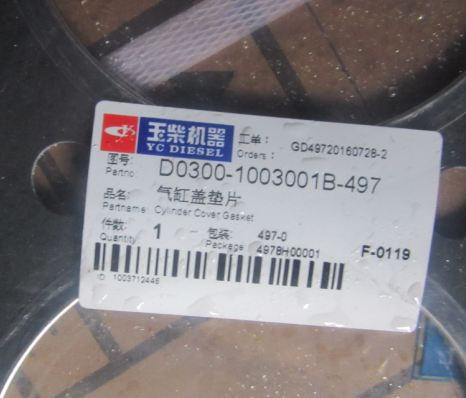 玉柴机器 工单: GD49720160728-2
YC DIESEL Orders:
图号: D0300-1003001B-497
Partno:
品名: 气缸盖垫片
Partname Cylinder Cover Gasket
件数: 1 包装: 497-0
Quantity Package 4978H00001 F-0119
ID 1003713446